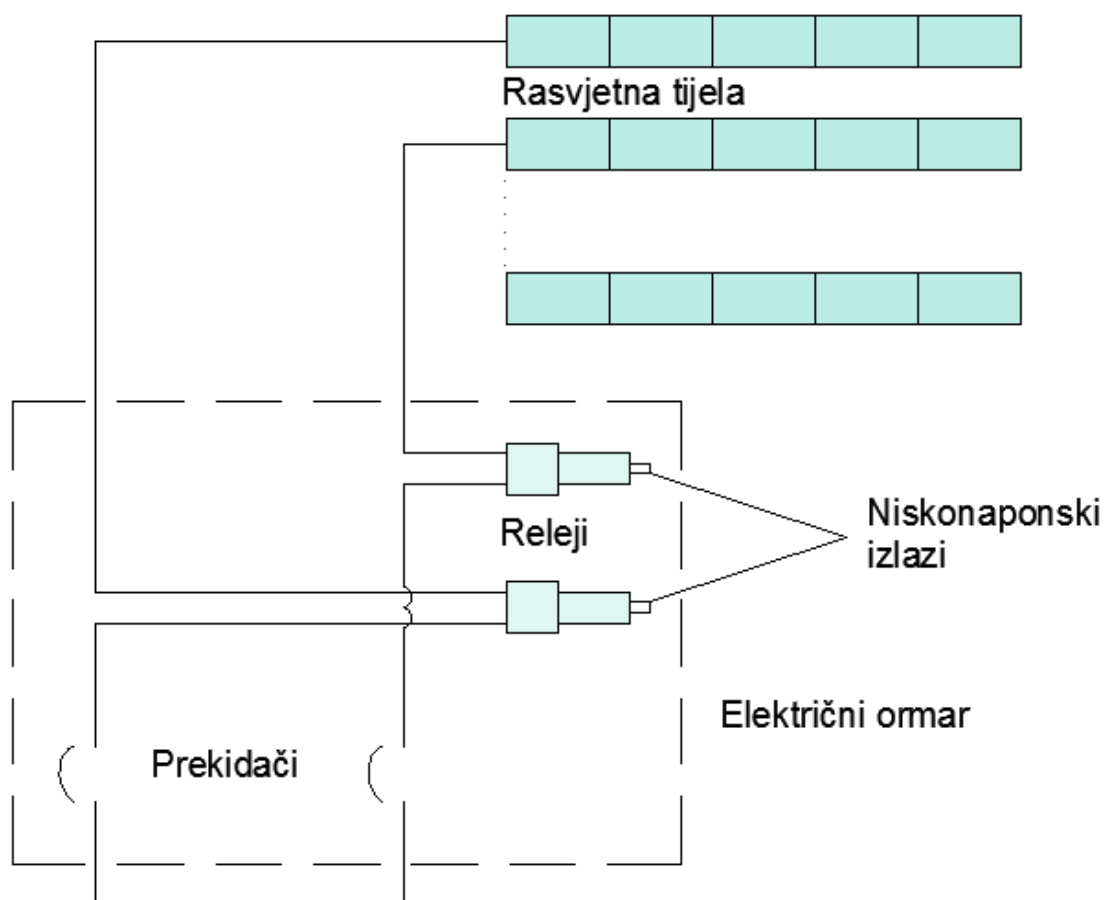 Rasvjetna tijela
Releji
Niskonaponski
izlazi
Električni ormar
Prekidači